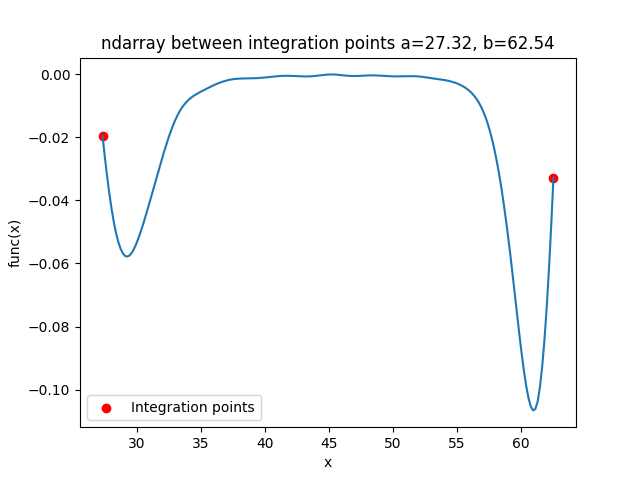 ndarray between integration points a=27.32, b=62.54
0.00
−0.02
−0.04
−0.06
−0.08
−0.10
func(x)
Integration points
30 35 40 45 50 55 60
x